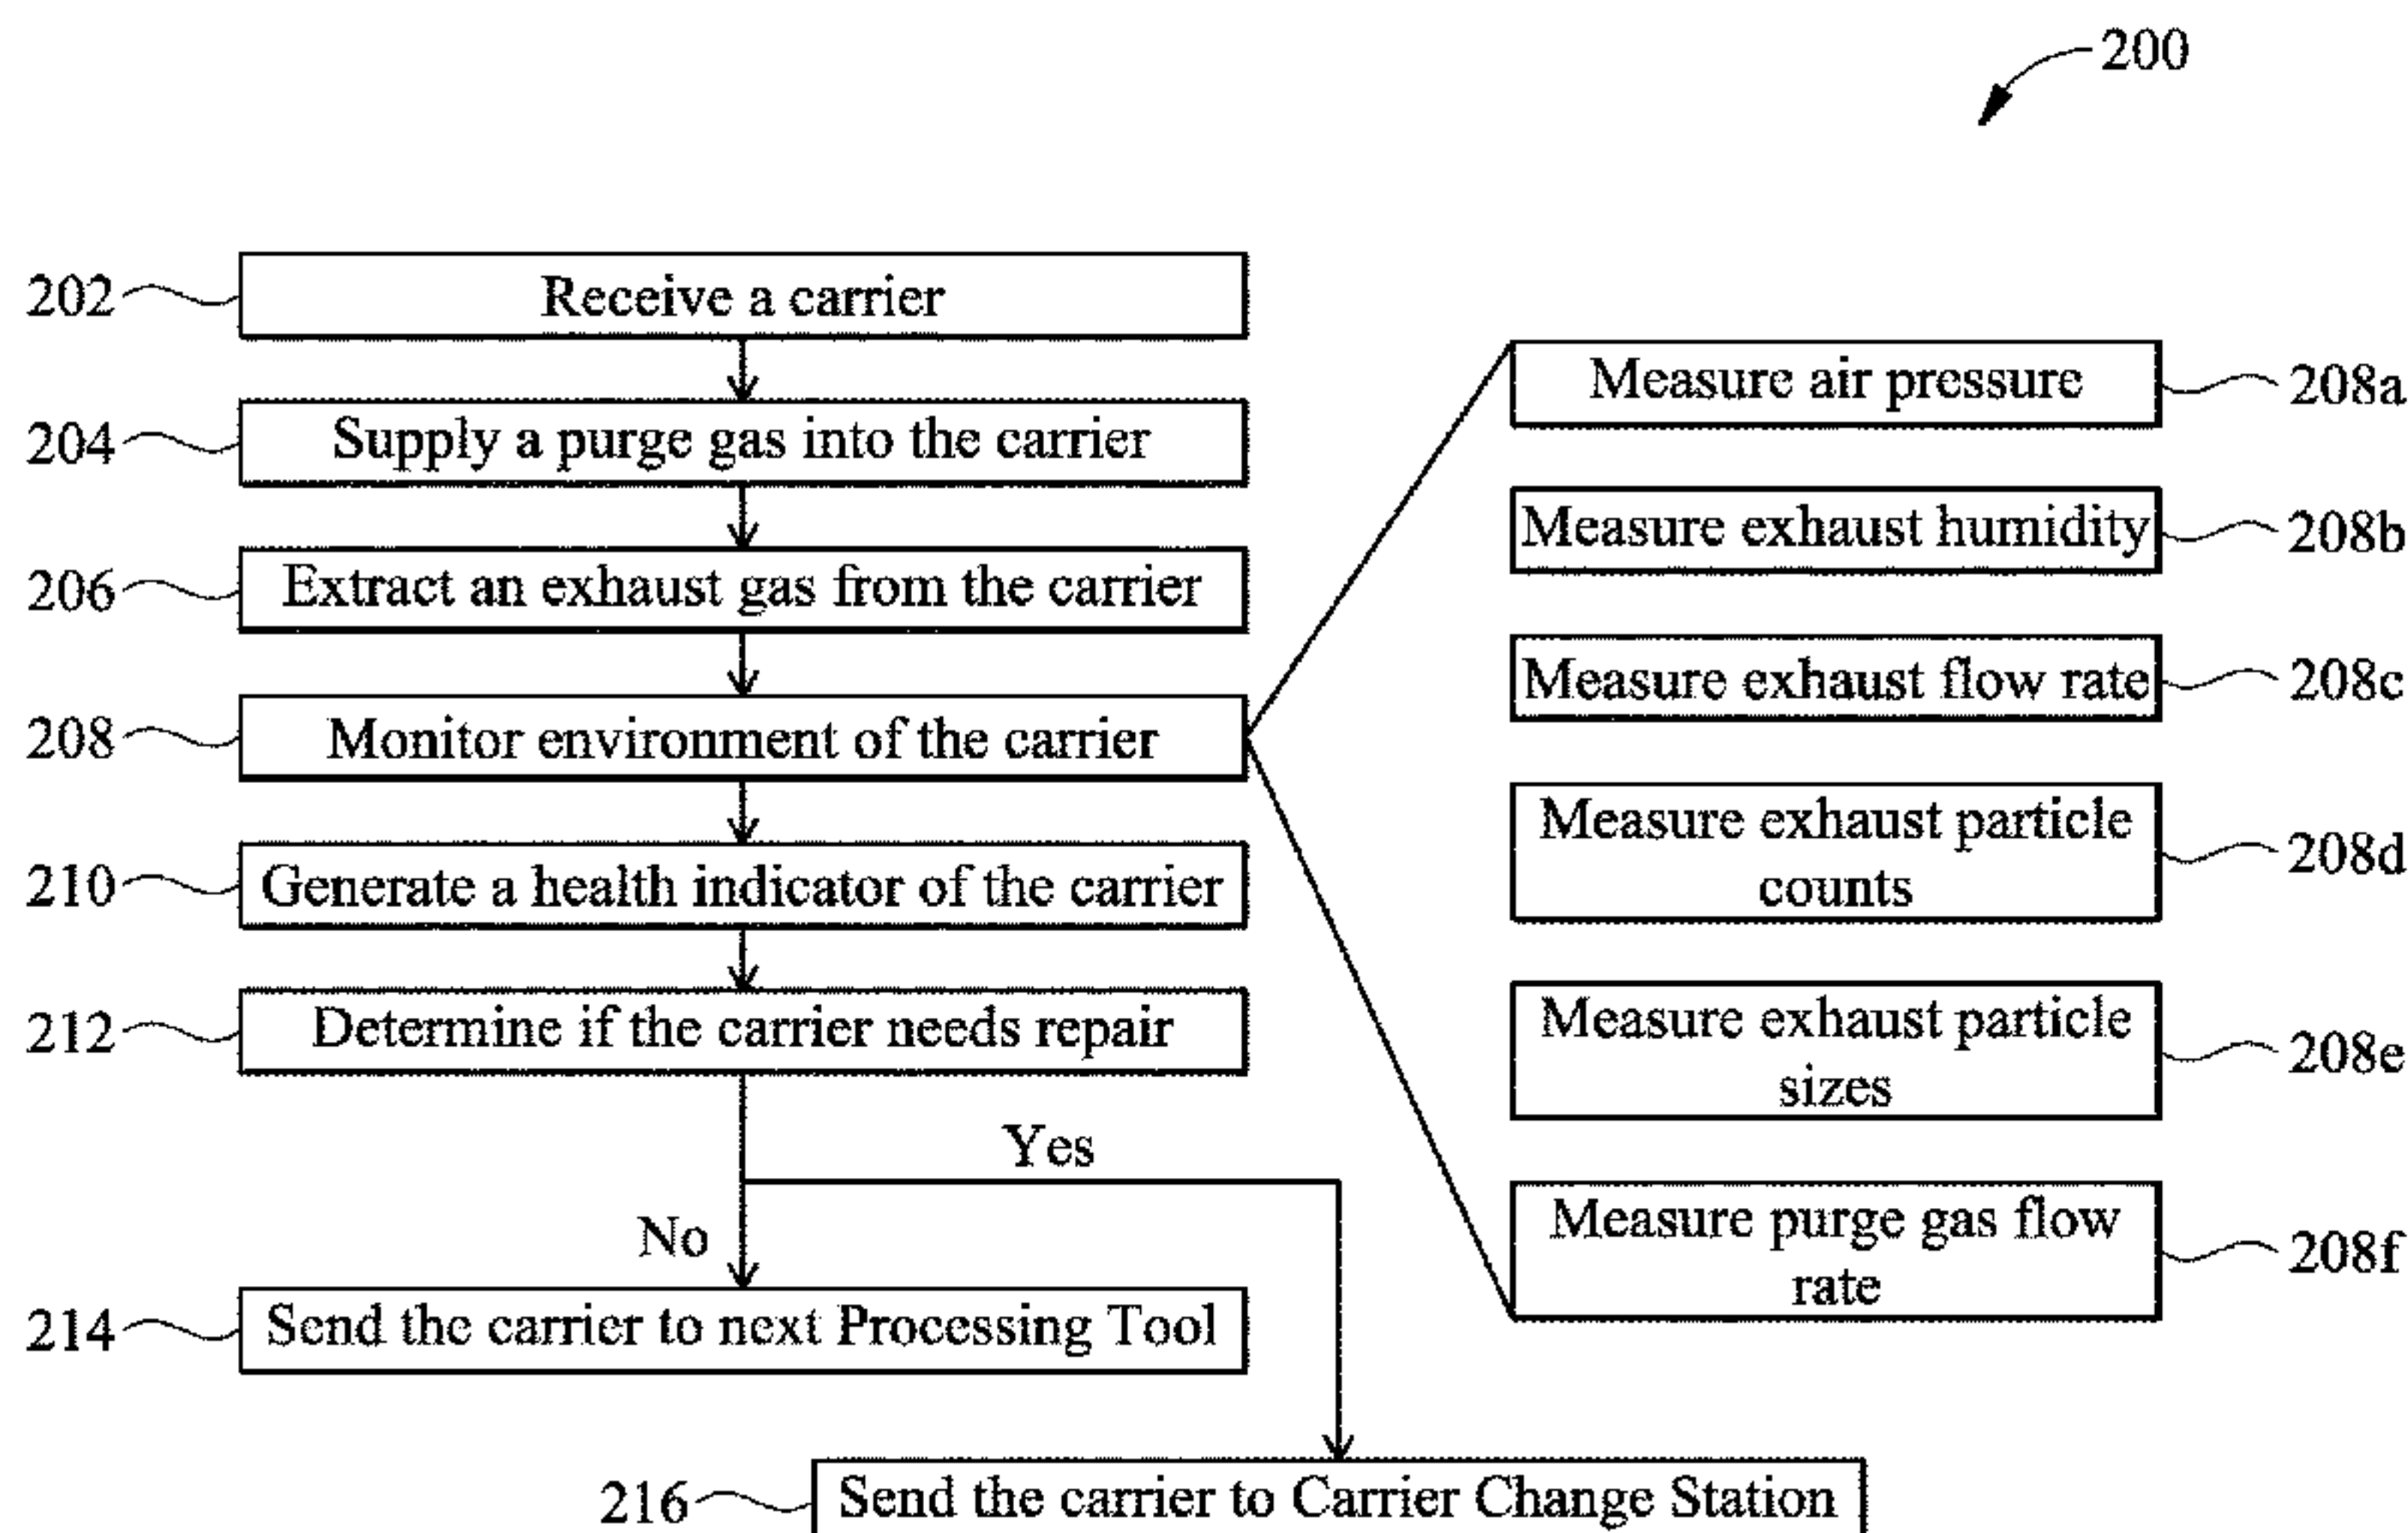 200
202
Receive a carrier
204
Supply a purge gas into the carrier
206
Extract an exhaust gas from the carrier
208
Monitor environment of the carrier
210
Generate a health indicator of the carrier
212
Determine if the carrier needs repair
Yes
No
214
Send the carrier to next Processing Tool
216
Send the carrier to Carrier Change Station
Measure air pressure
208a
Measure exhaust humidity
208b
Measure exhaust flow rate
208c
Measure exhaust particle
counts
208d
Measure exhaust particle
sizes
208e
Measure purge gas flow
rate
208f